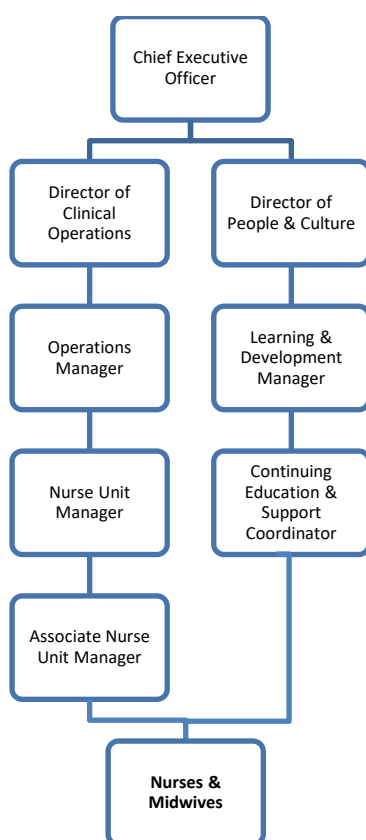 Chief Executive
Officer
Director of
Clinical
Operations
Director of
People & Culture
Operations
Manager
Learning &
Development
Manager
Nurse Unit
Manager
Continuing
Education &
Support
Coordinator
Associate Nurse
Unit Manager
Nurses &
Midwives